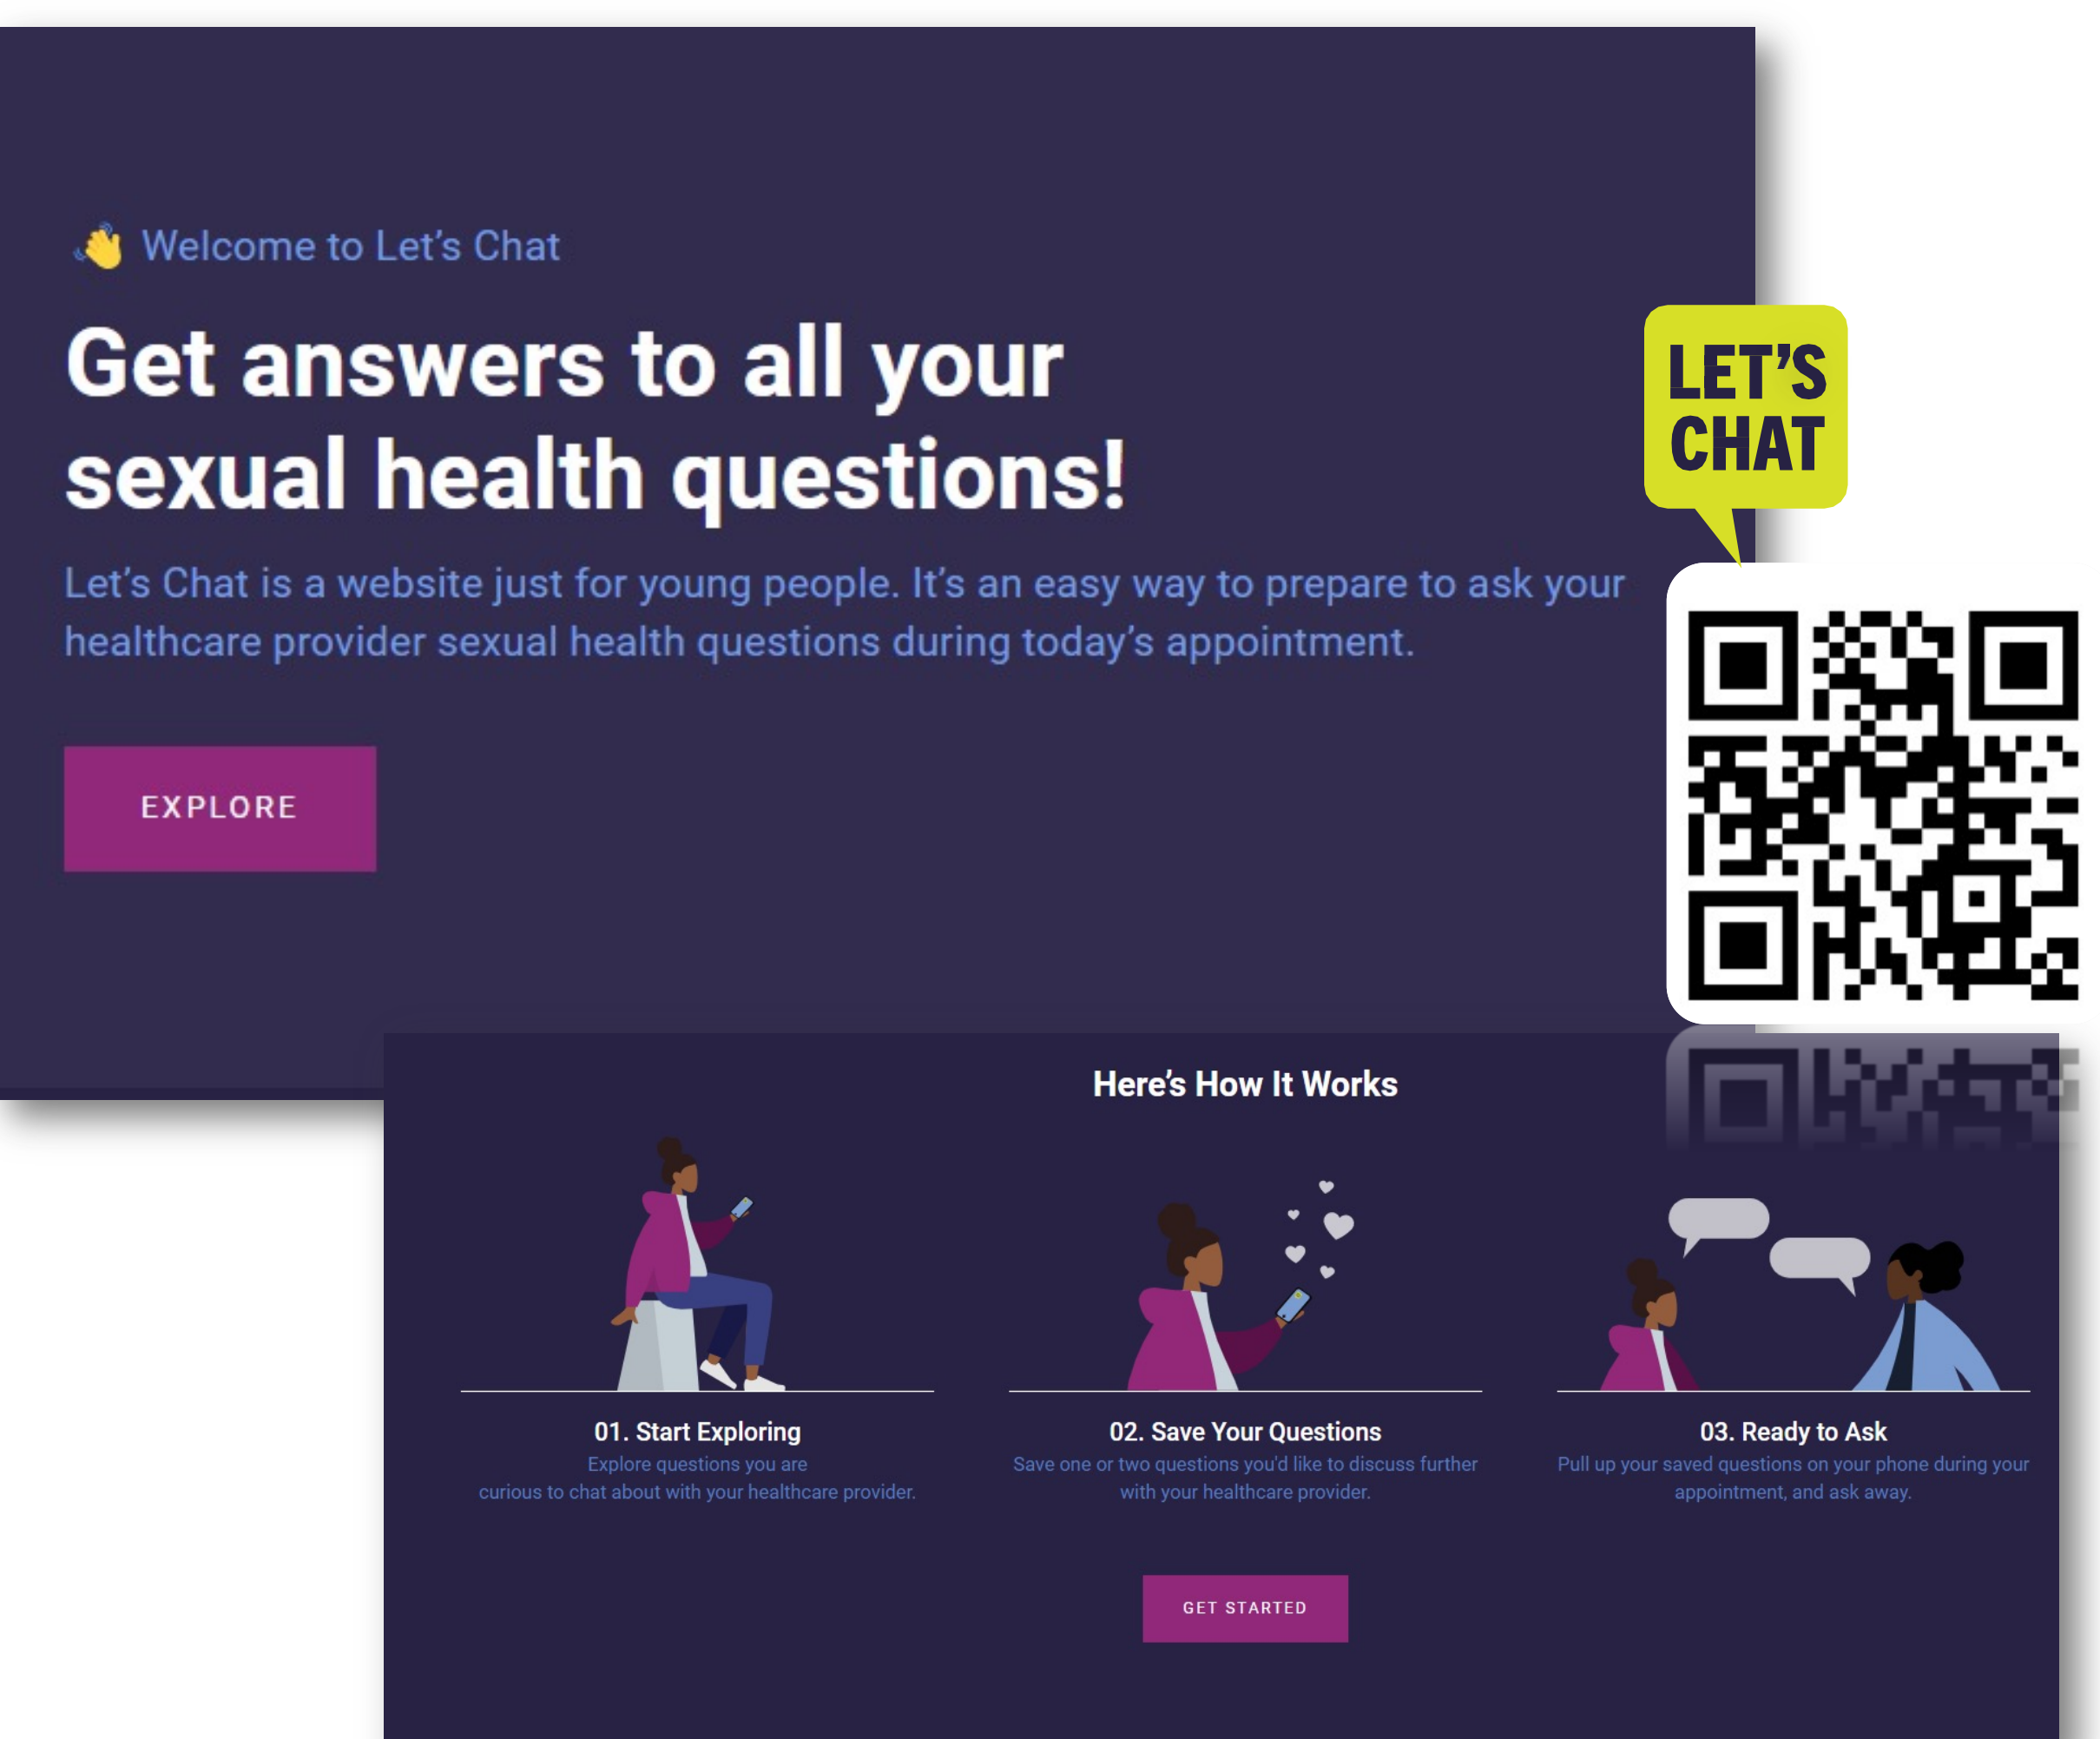 👋 Welcome to Let's Chat
Get answers to all your
sexual health questions!
Let's Chat is a website just for young people. It's an easy way to prepare to ask your
healthcare provider sexual health questions during today's appointment.
EXPLORE
LET'S
CHAT
Here's How It Works
01. Start Exploring
Explore questions you are
curious to chat about with your healthcare provider.
02. Save Your Questions
Save one or two questions you'd like to discuss further
with your healthcare provider.
03. Ready to Ask
Pull up your saved questions on your phone during your
appointment, and ask away.
GET STARTED